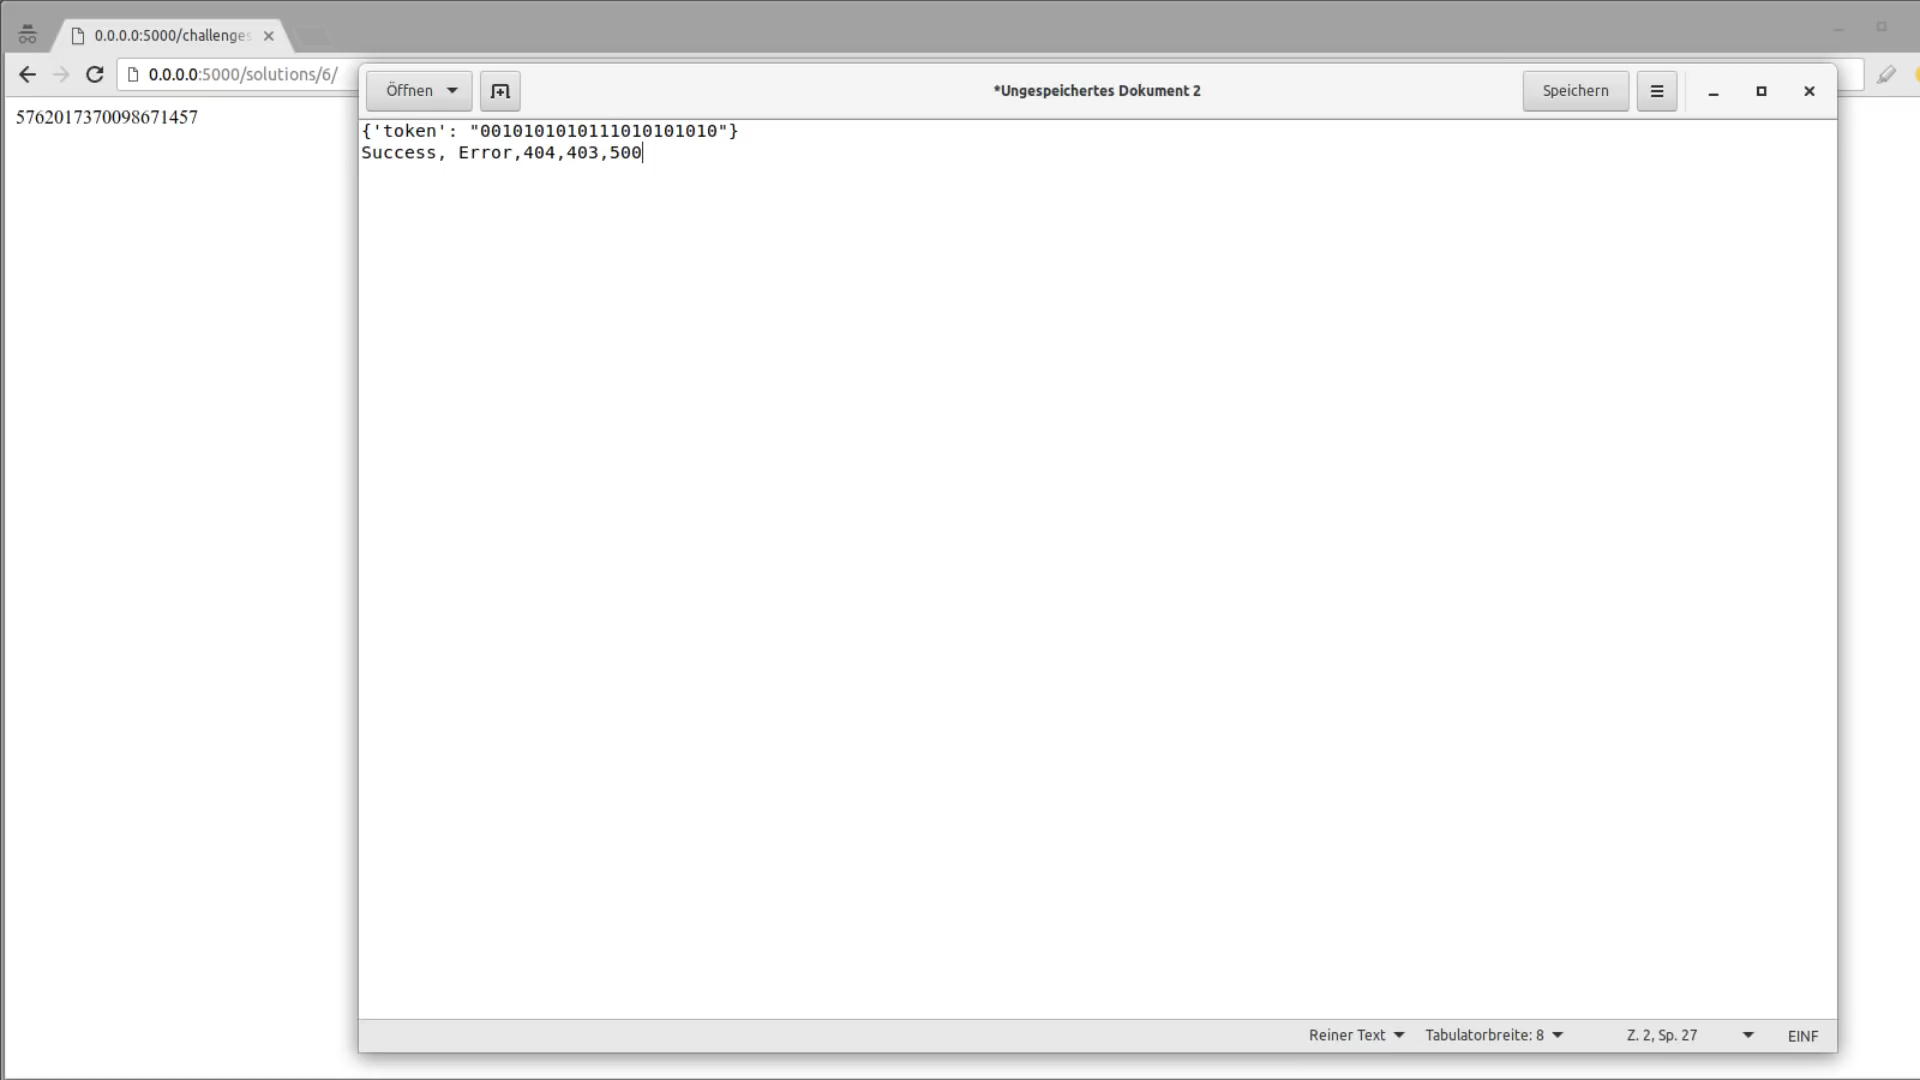 0.0.0.0:5000/challenges
0.0.0.0:5000/solutions/6/
5762017370098671457
Öffnen
*Ungespeichertes Dokument 2
Speichern
{'token': "0010101010111010101010"}
Success, Error,404,403,500
Reiner Text
Tabulatorbreite: 8
Z. 2, Sp. 27
EINF